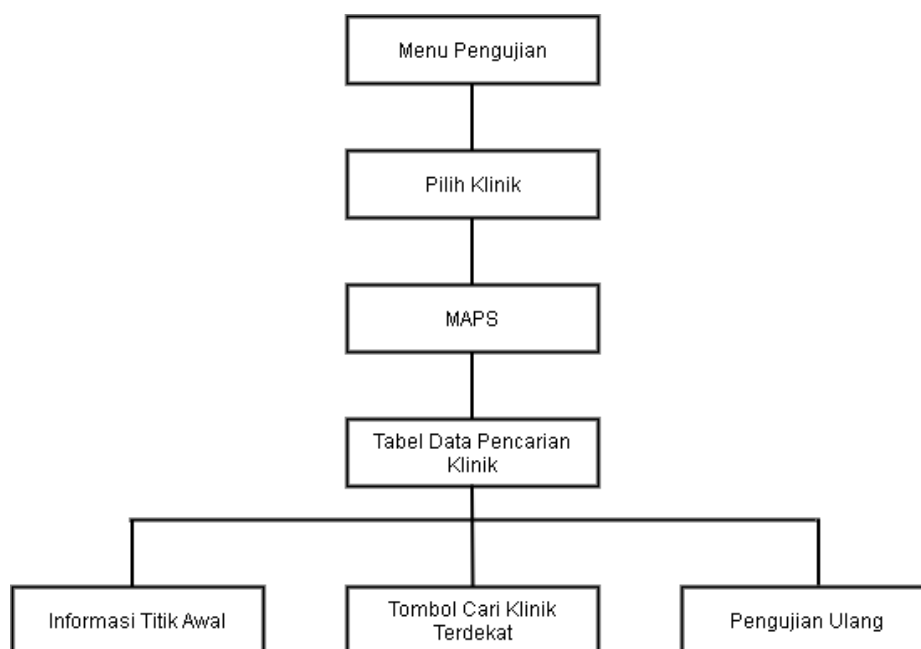 Menu Pengujian
Pilih Klinik
MAPS
Tabel Data Pencarian
Klinik
Informasi Titik Awal
Tombol Cari Klinik
Terdekat
Pengujian Ulang